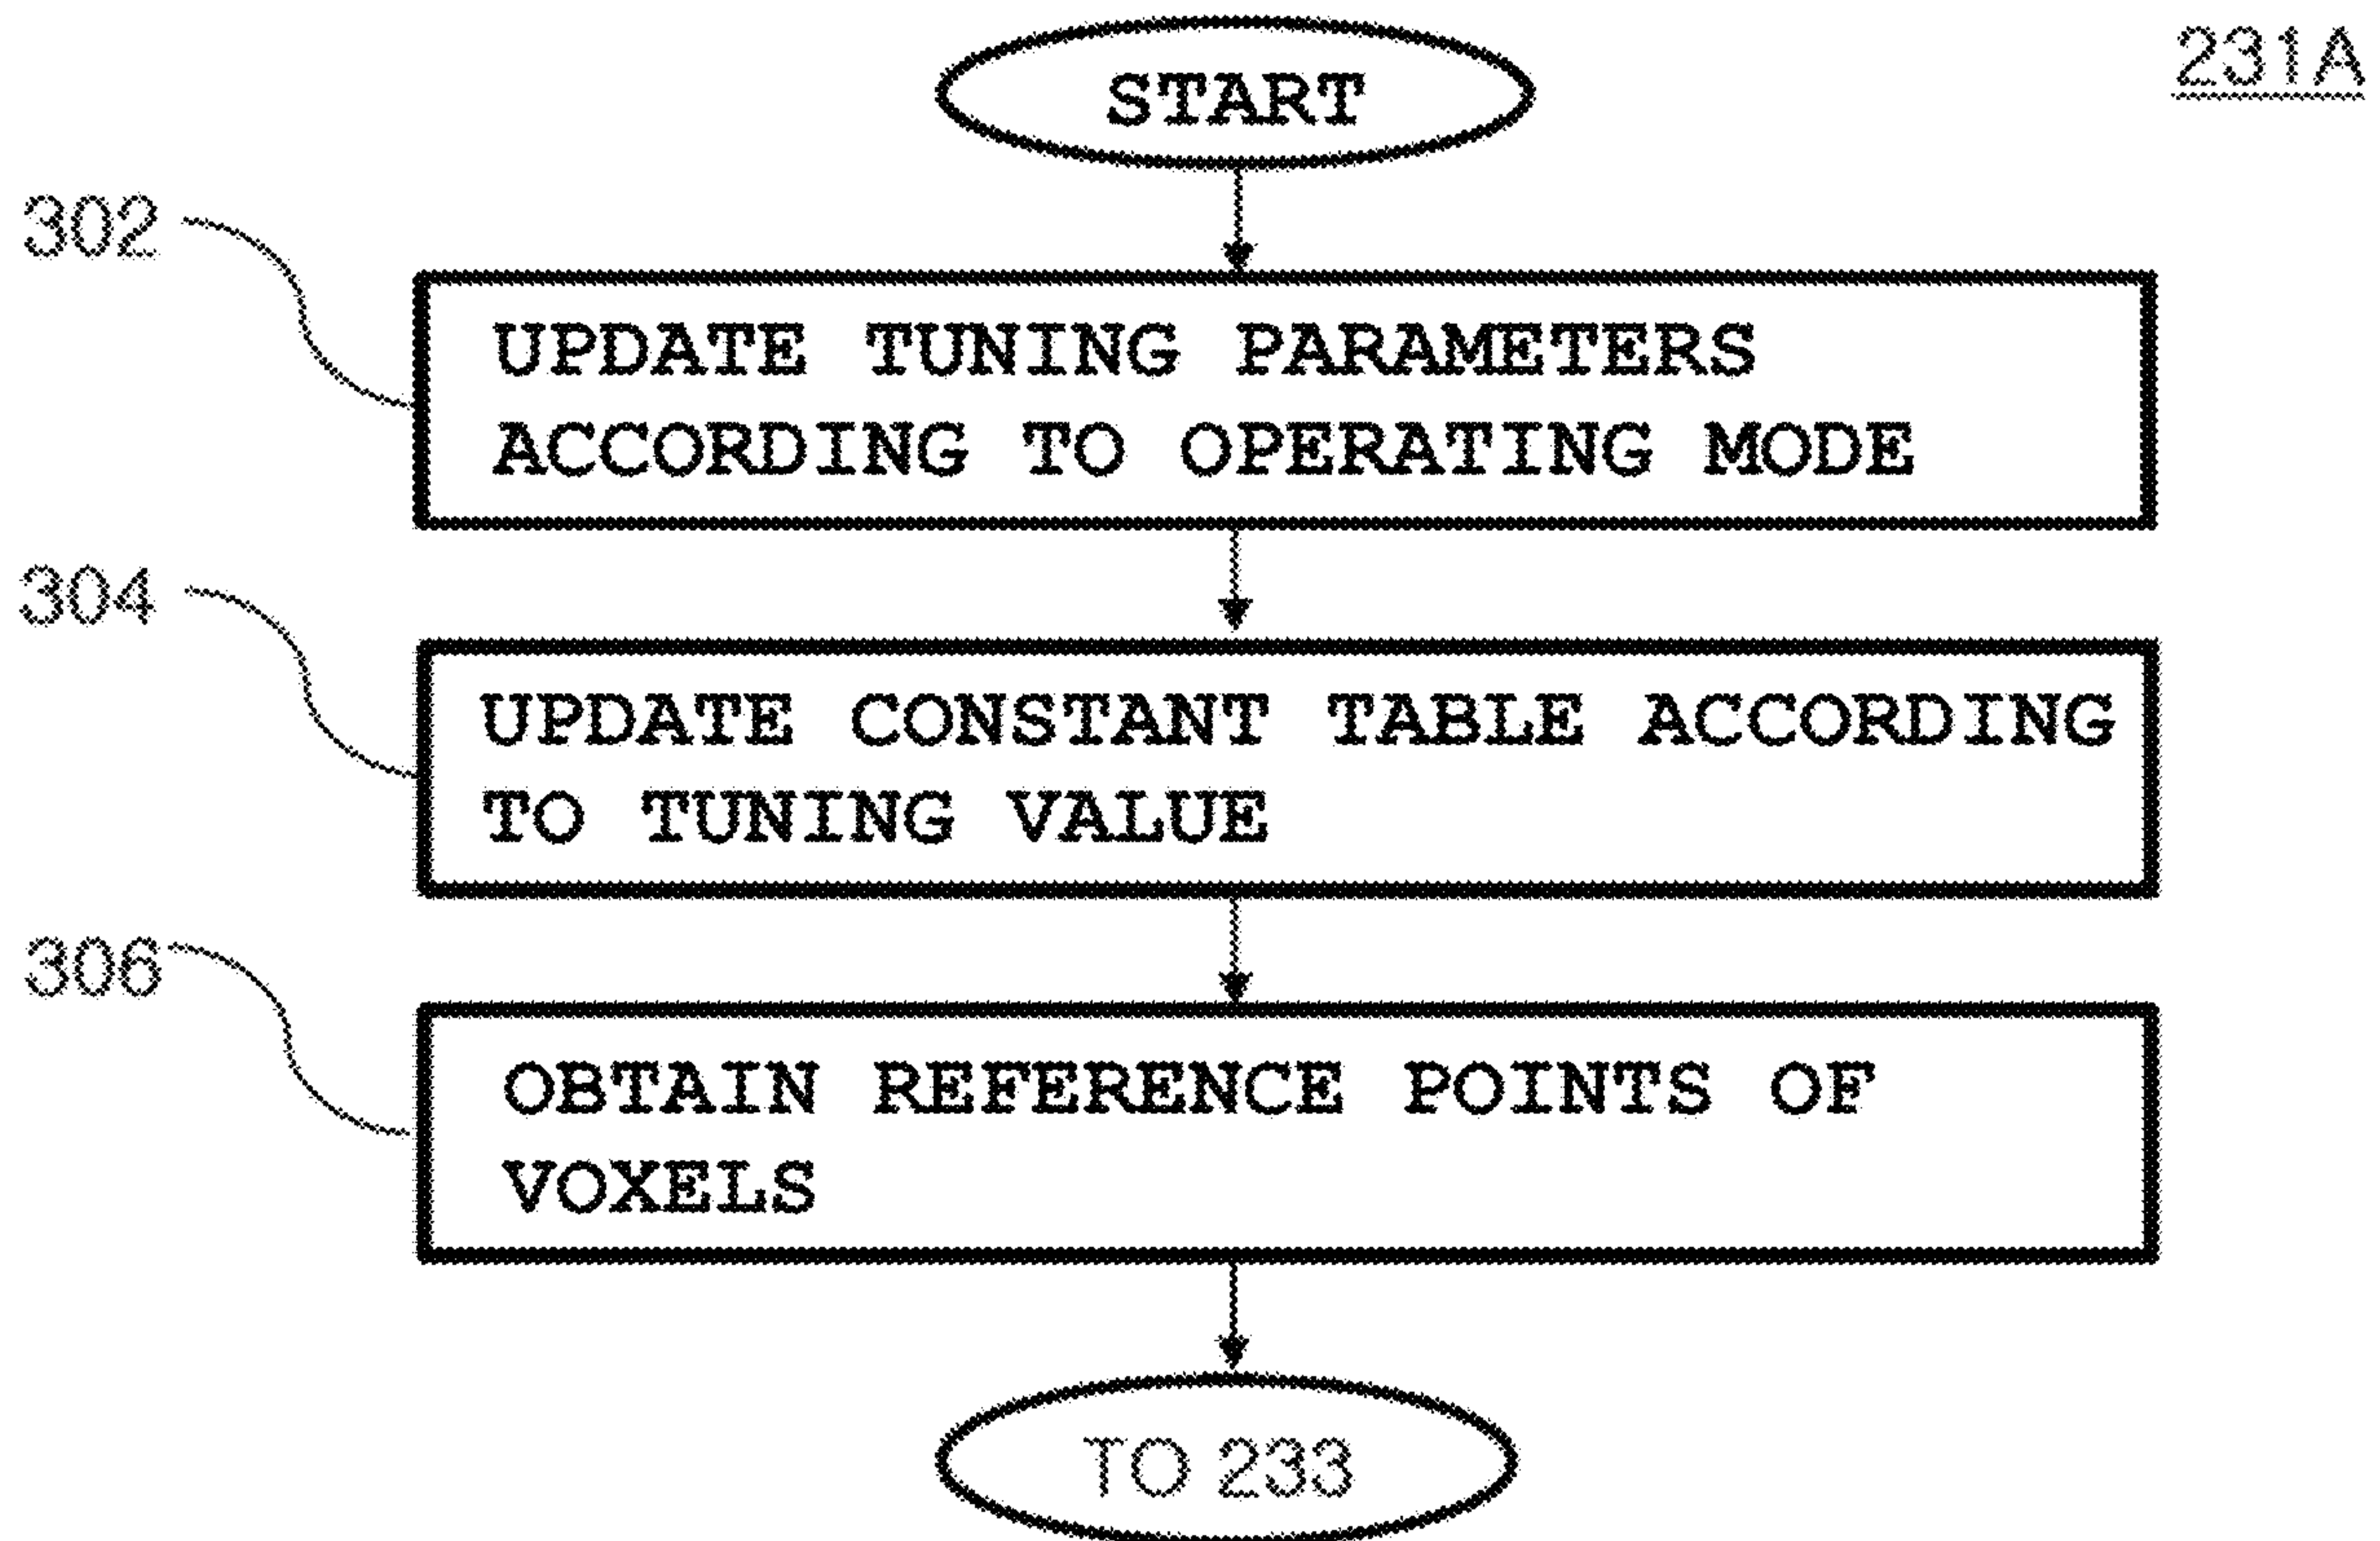 231A
START
302
UPDATE TUNING PARAMETERS
ACCORDING TO OPERATING MODE
304
UPDATE CONSTANT TABLE ACCORDING
TO TUNING VALUE
306
OBTAIN REFERENCE POINTS OF
VOXELS
TO 233